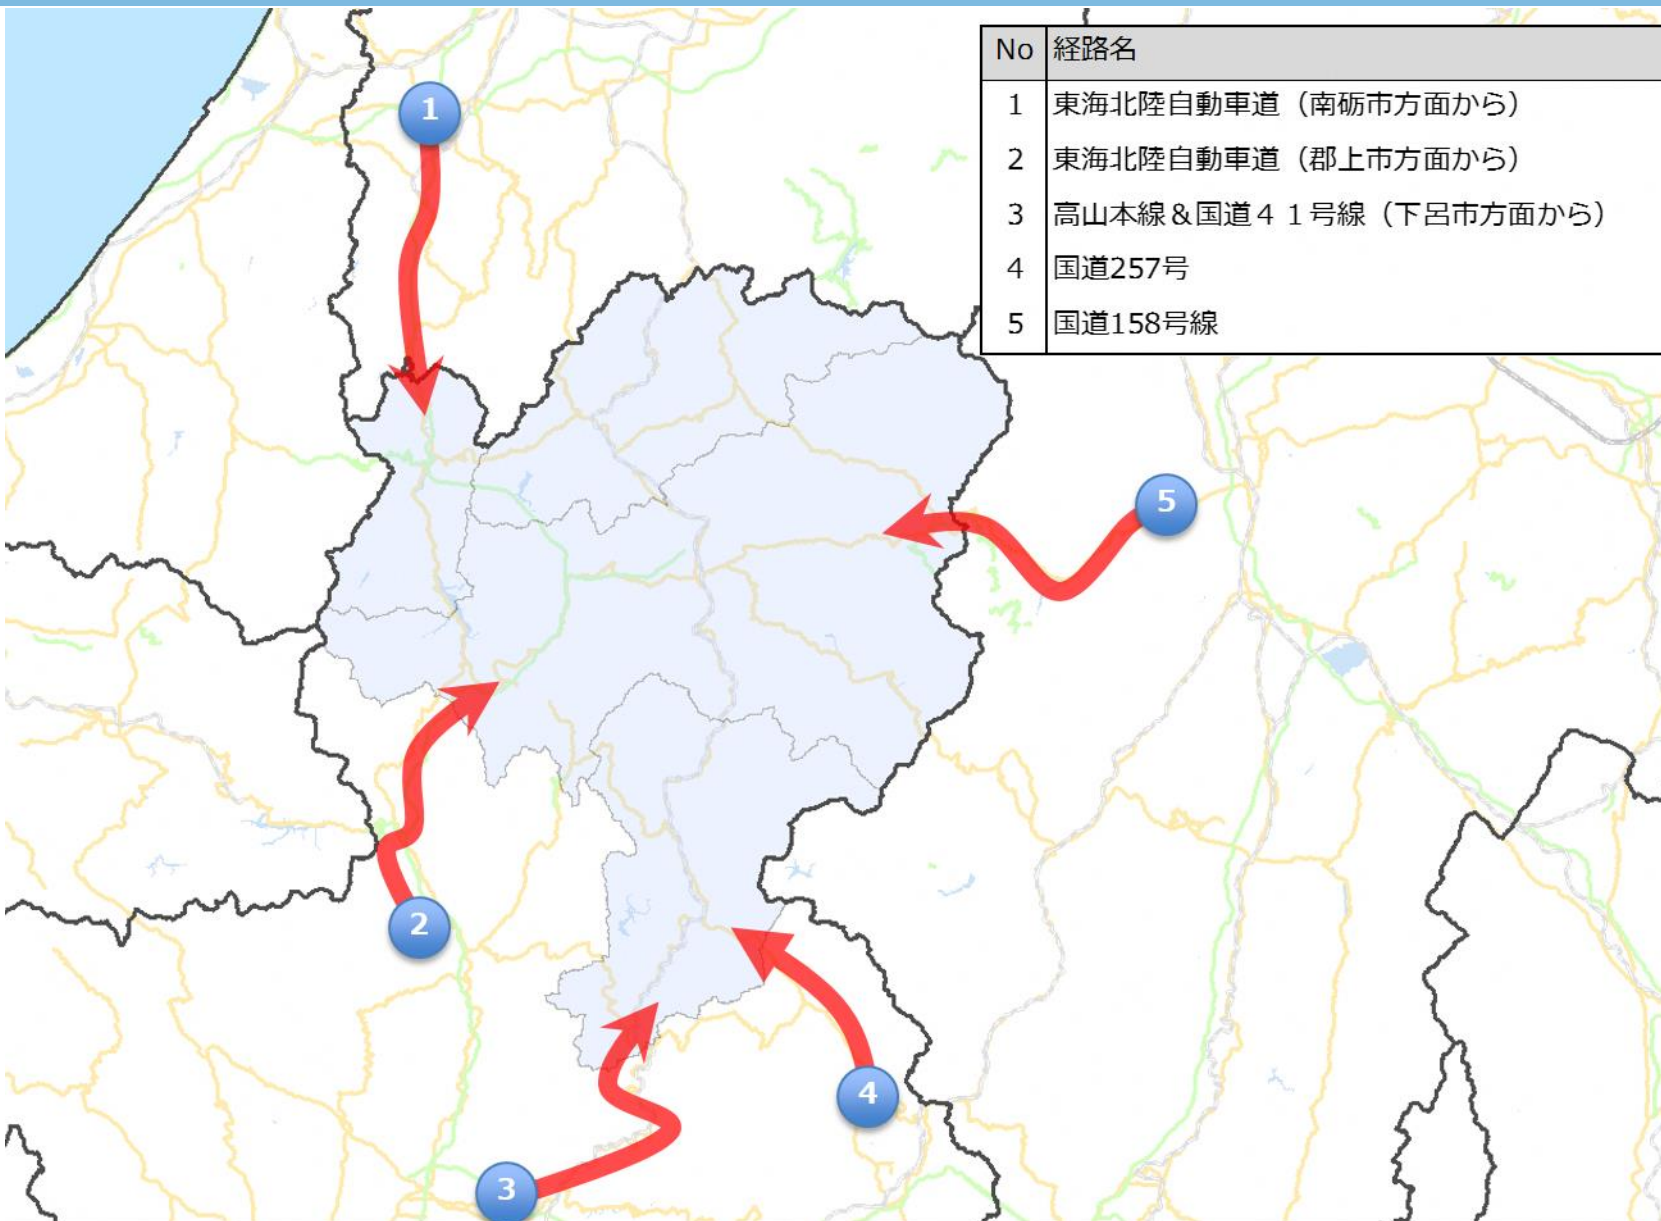 No 経路名
1 東海北陸自動車道（南砺市方面から）
2 東海北陸自動車道（郡上市方面から）
3 高山本線＆国道４１号線（下呂市方面から）
4 国道257号
5 国道158号線
1
5
2
4
3